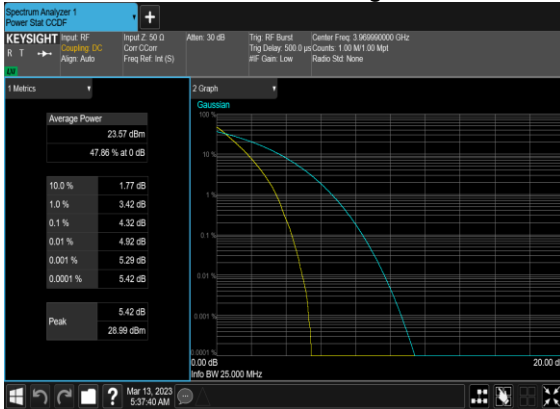 Spectrum Analyzer 1
Power Stat CCDF
+
KEYSIGHT Input: RF Input Z: 50 Ω Atten: 30 dB Trig: RF Burst Center Freq: 3.969990000 GHz
R T Coupling: DC Corr CCorr Trig Delay: 500.0 µs Counts: 1.00 M/1.00 Mpt
Align: Auto Freq Ref: Int (S) #IF Gain: Low Radio Std: None
1 Metrics
2 Graph
Average Power
23.57 dBm
47.86 % at 0 dB
10.0 % 1.77 dB
1.0 % 3.42 dB
0.1 % 4.32 dB
0.01 % 4.92 dB
0.001 % 5.29 dB
0.0001 % 5.42 dB
Peak
5.42 dB
28.99 dBm
Gaussian
100 %
10 %
1 %
0.1 %
0.01 %
0.001 %
0.0001 %
0.00 dB 20.00 d
Info BW 25.000 MHz
? Mar 13, 2023
5:37:40 AM